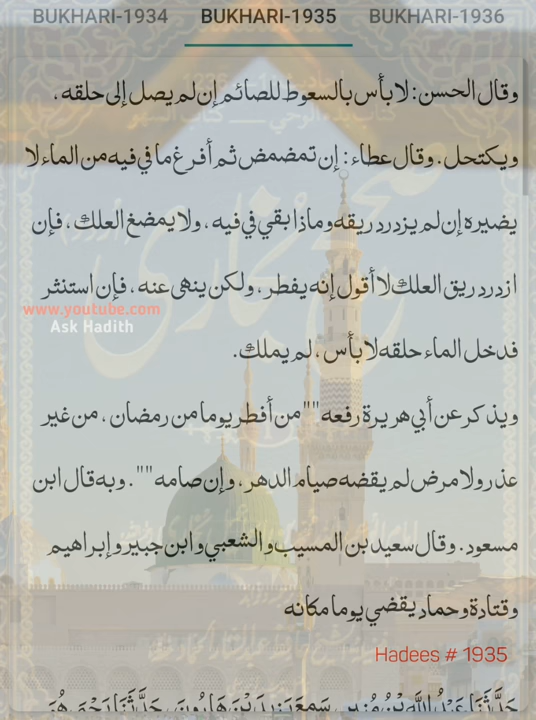 BUKHARI-1934 BUKHARI-1935 BUKHARI-1936
وقال الحسن: لا بأس بالسعوط للصائم إن لم يصل إلى حلقه ،
ويكتحل . وقال عطاء : إن تمضمض ثم أفرغ ما في فيه من الماء لا
يضيره إن لم يزدرد ريقه وماذا بقي في فيه ، ولا يمضغ العلك ، فإن
ازدرد ريق العلك لا أقول إنه يفطر ، ولكن ينهى عنه ، فإن استنثر
www.youtube.com
Ask Hadith
فدخل الماء حلقه لا بأس ، لم يملك.
ويذكر عن أبي هريرة رفعه ""من أفطر يوما من رمضان ، من غير
عذر ولا مرض لم يقضه صيام الدهر ، وإن صامه "" . وبه قال ابن
مسعود . وقال سعيد بن المسيب والشعبي وابن جبير وإبراهيم
وقتادة وحماد يقضي يوما مكانه
Hadees # 1935